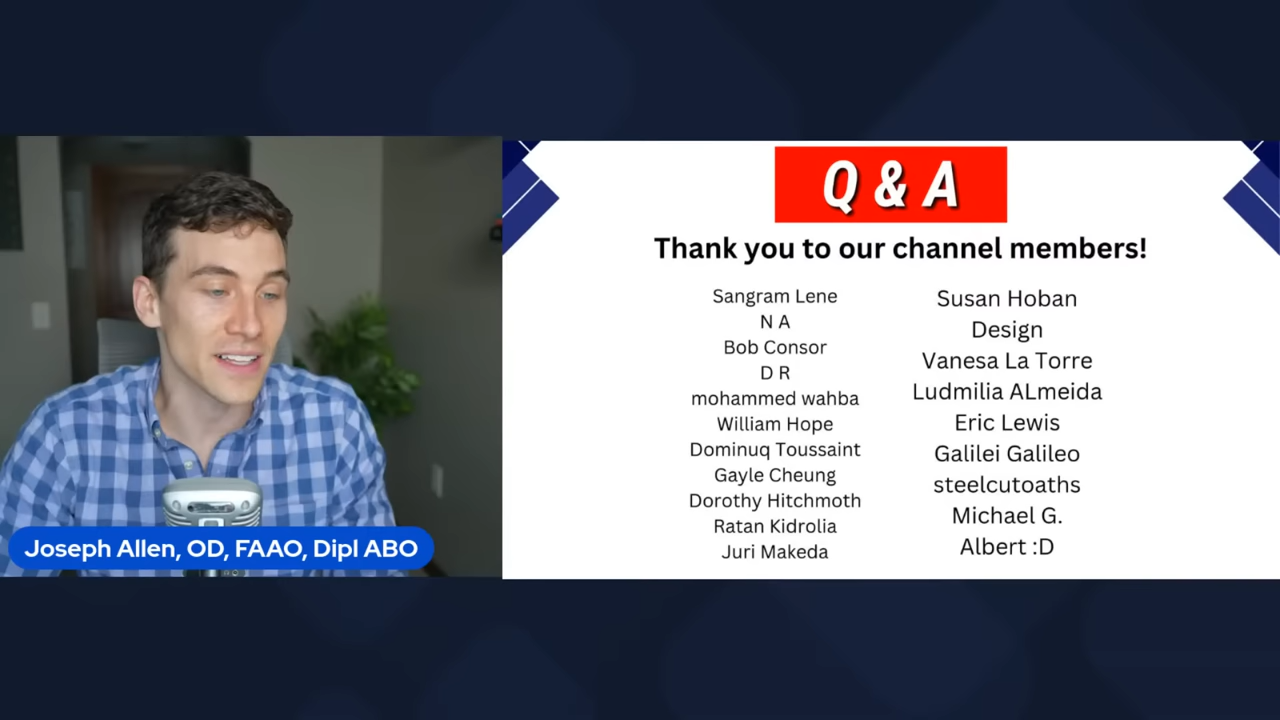 Q & A
Thank you to our channel members!
Sangram Lene
N A
Bob Consor
D R
mohammed wahba
William Hope
Dominuq Toussaint
Gayle Cheung
Dorothy Hitchmoth
Ratan Kidrolia
Juri Makeda
Susan Hoban
Design
Vanesa La Torre
Ludmilia ALmeida
Eric Lewis
Galilei Galileo
steelcutoaths
Michael G.
Albert :D
Joseph Allen, OD, FAAO, Dipl ABO